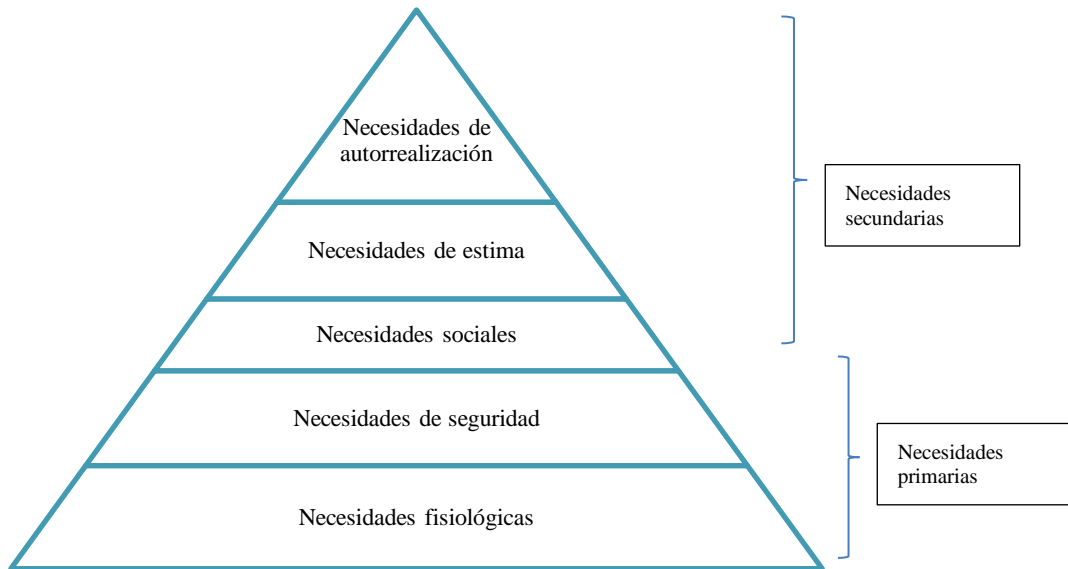 Necesidades de
autorrealización
Necesidades
secundarias
Necesidades de estima
Necesidades sociales
Necesidades de seguridad
Necesidades
primarias
Necesidades fisiológicas